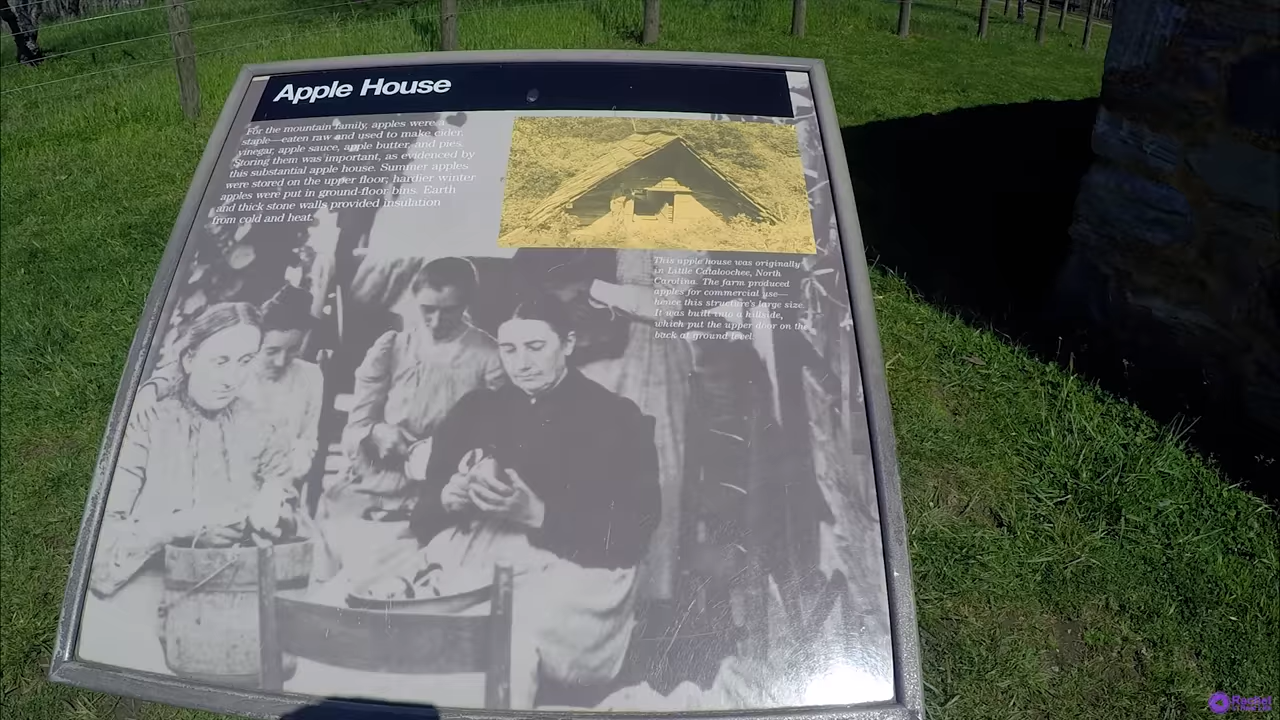 Apple House
For the mountain family, apples were a
staple—eaten raw and used to make cider,
vinegar, apple sauce, apple butter, and pies.
Storing them was important, as evidenced by
this substantial apple house. Summer apples
were stored on the upper floor; hardier winter
apples were put in ground-floor bins. Earth
and thick stone walls provided insulation
from cold and heat.
This apple house was originally
in Little Cataloochee, North
Carolina. The farm produced
apples for commercial use—
hence this structure's large size.
It was built into a hillside,
which put the upper door on the
back at ground level.